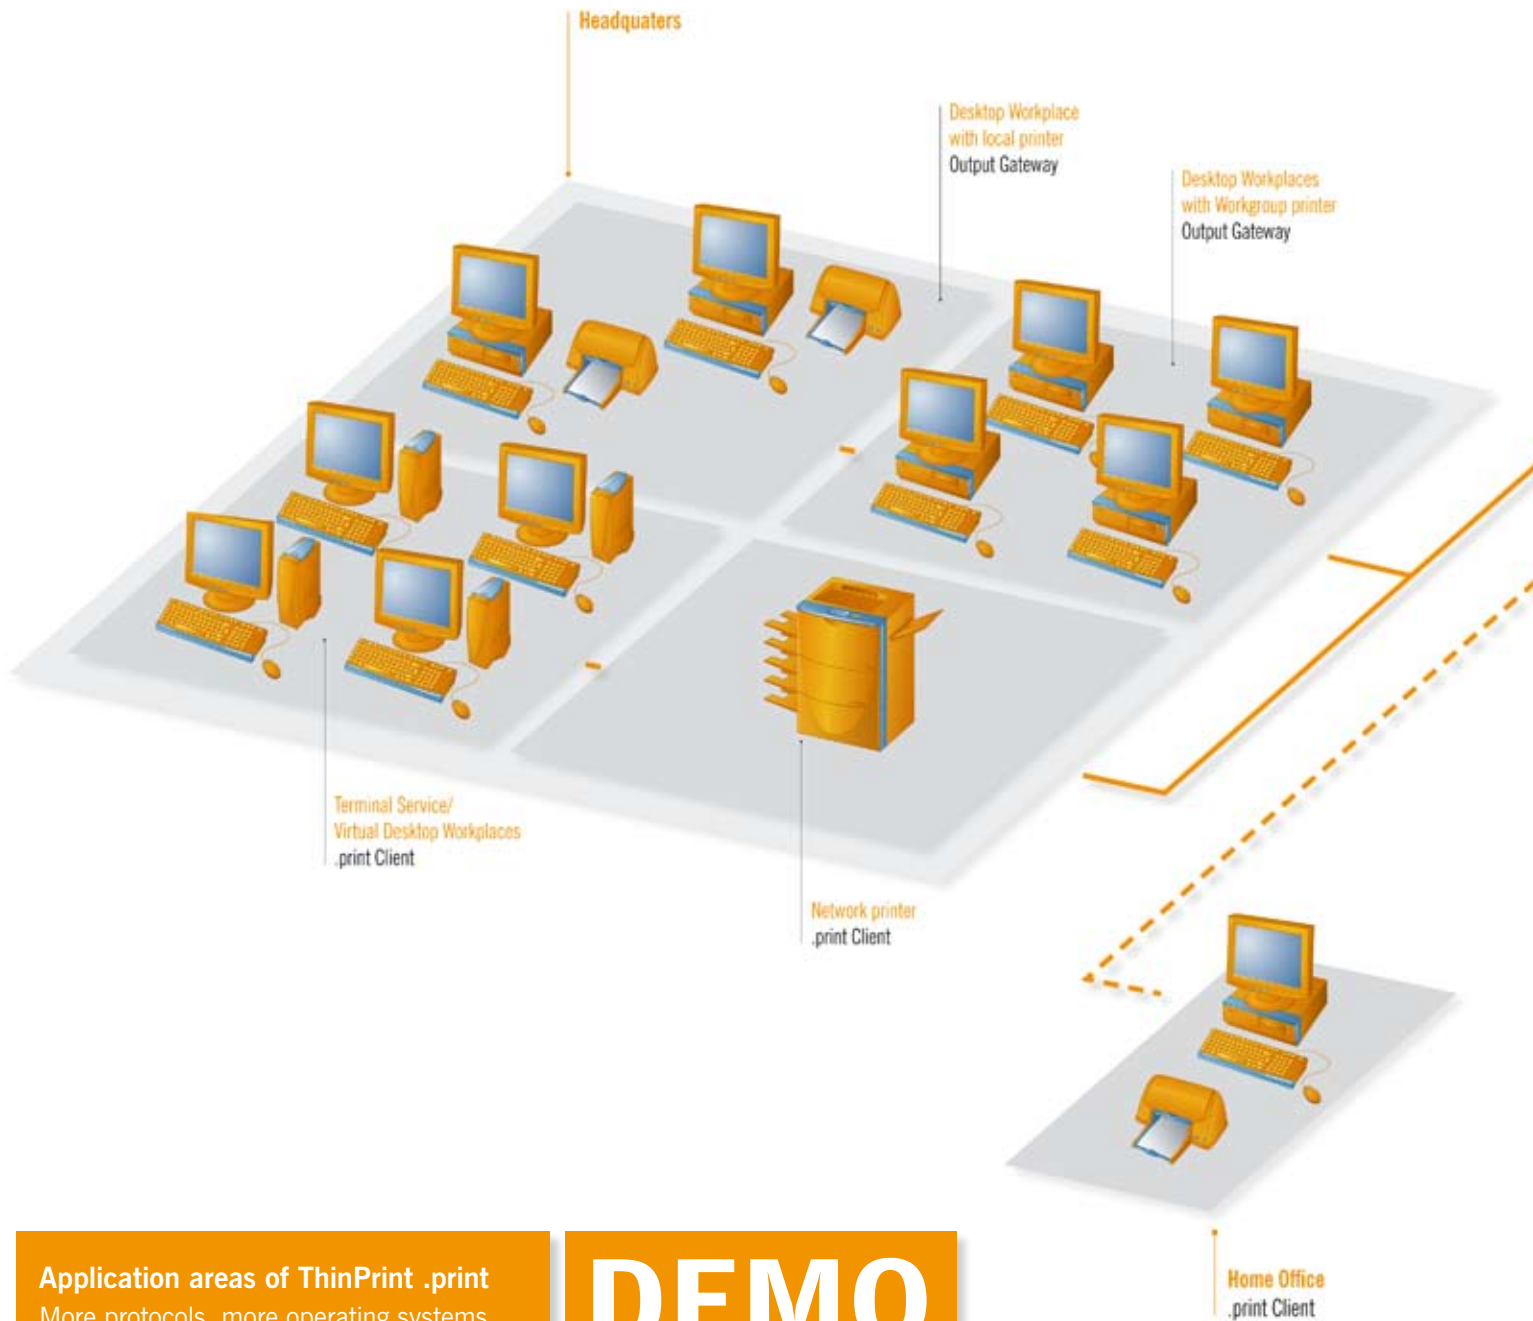 Headquaters
Desktop Workplace
with local printer
Output Gateway
Desktop Workplaces
with Workgroup printer
Output Gateway
Terminal Service/
Virtual Desktop Workplaces
.print Client
Network printer
.print Client
Home Office
.print Client
Application areas of ThinPrint .print
More protocols, more operating systems
DEMO